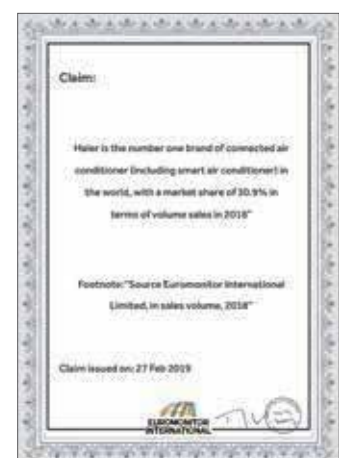 Claim:
Haier is the number one brand of connected air
conditioner (including smart air conditioner) in
the world, with a market share of 30.9% in
terms of volume sales in 2018"
Footnote: "Source Euromonitor International
Limited, in sales volume, 2018"
Claim issued on: 27 Feb 2019
EUROMONITOR
INTERNATIONAL